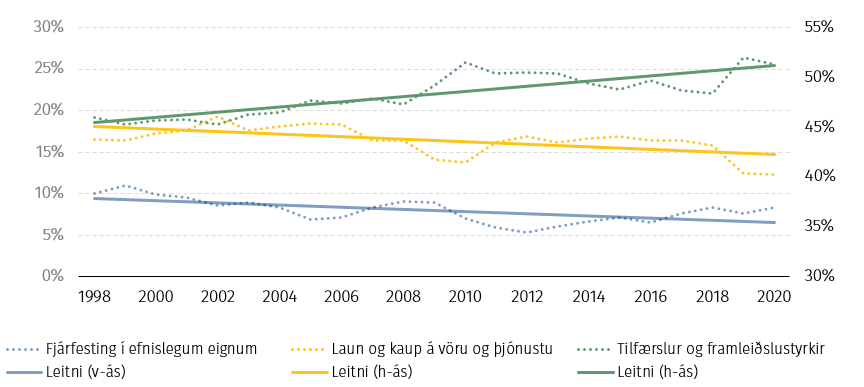 30% 55%
25% 50%
20% 45%
15% 40%
10% 35%
5% 30%
0%
1998 2000 2002 2004 2006 2008 2010 2012 2014 2016 2018 2020
Fjárfesting í efnislegum eignum Laun og kaup á vöru og þjónustu Tilfærslur og framleiðslustyrkir
Leitni (v-ás) Leitni (h-ás) Leitni (h-ás)